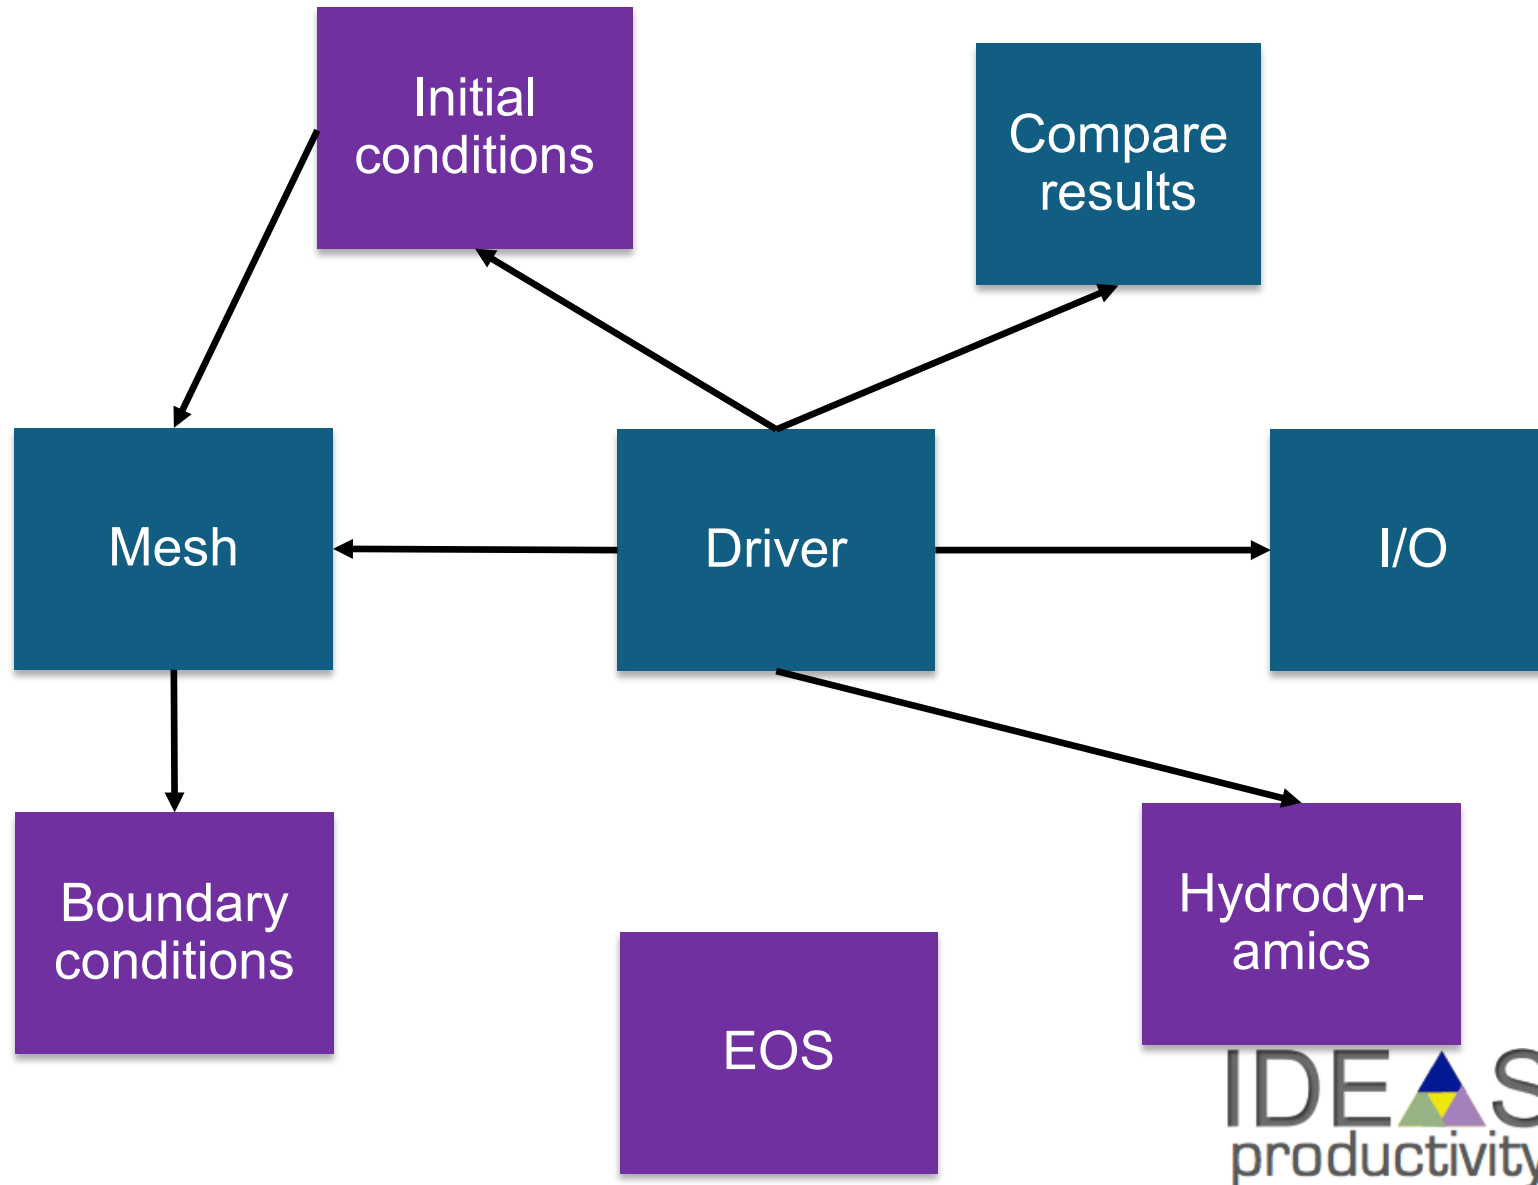 Initial
conditions
Compare
results
Mesh
Driver
I/O
Boundary
conditions
Hydrodyn-
amics
EOS
IDEAS
productivity